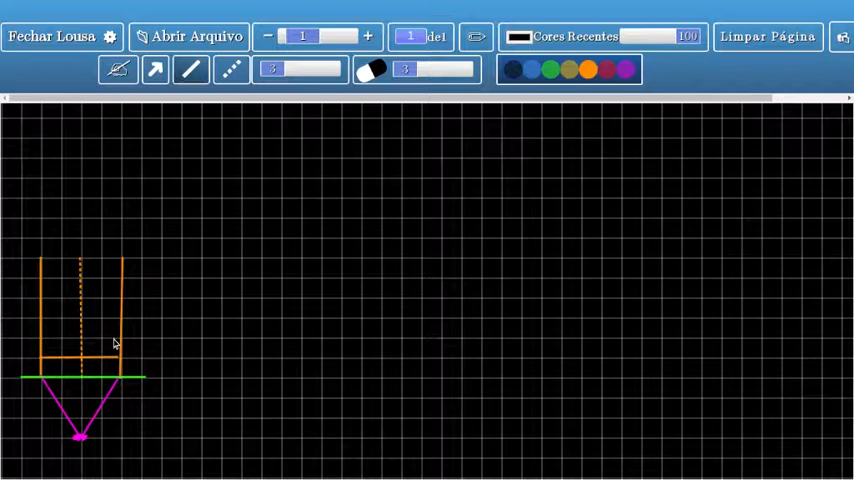 Fechar Lousa Abrir Arquivo 1 1 de1 Cores Recentes 100 Limpar Página
3 3